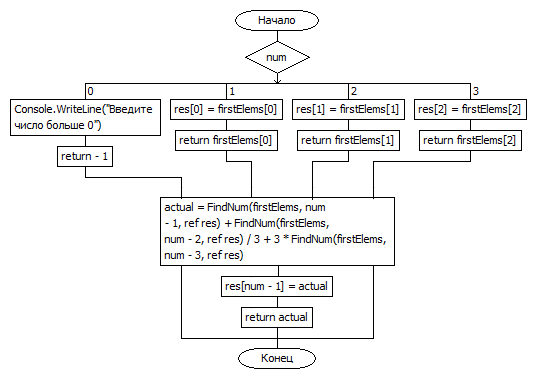 Начало
num
0
1
2
3
Console.WriteLine("Введите
число больше 0")
res[0] = firstElems[0]
res[1] = firstElems[1]
res[2] = firstElems[2]
return - 1
return firstElems[0]
return firstElems[1]
return firstElems[2]
actual = FindNum(firstElems, num
- 1, ref res) + FindNum(firstElems,
num - 2, ref res) / 3 + 3 * FindNum(firstElems,
num - 3, ref res)
res[num - 1] = actual
return actual
Конец